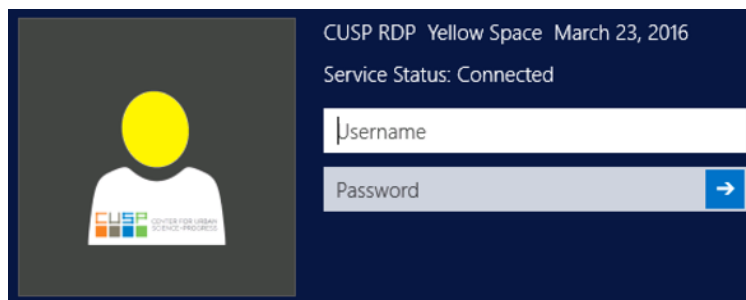 CUSP RDP Yellow Space March 23, 2016
Service Status: Connected
Username
Password
CUSP CENTER FOR URBAN
SCIENCE+PROGRESS